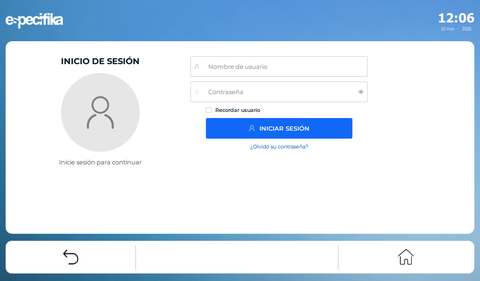 e-pecifika
12:06
2026
INICIO DE SESIÓN
Nombre de usuario
Contraseña
Recordar usuario
INICIAR SESIÓN
¿Olvidó su contraseña?
Inicie sesión para continuar